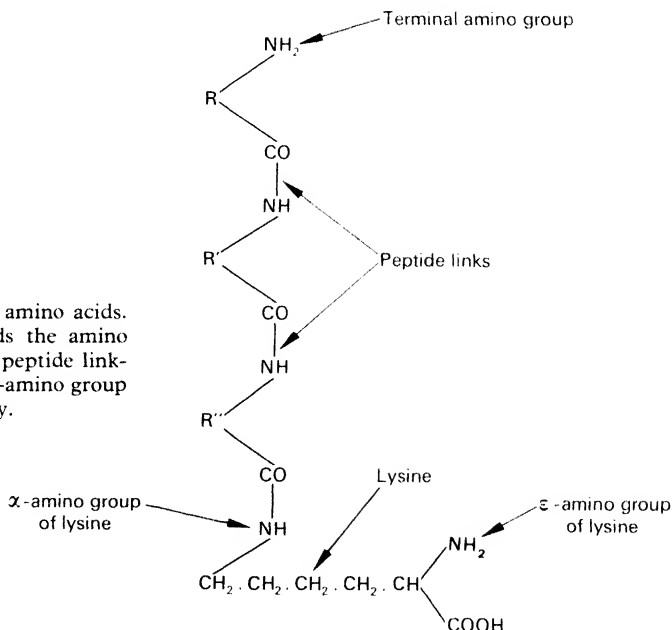 Terminal amino group
NH₂
R
CO
NH
R'
Peptide links
CO
amino acids.
ds the amino
peptide link-
-amino group
y.
NH
R''
CO
Lysine
α-amino group
of lysine
NH
ε-amino group
of lysine
NH₂
CH₂ . CH₂ . CH₂ . CH₂ . CH
COOH